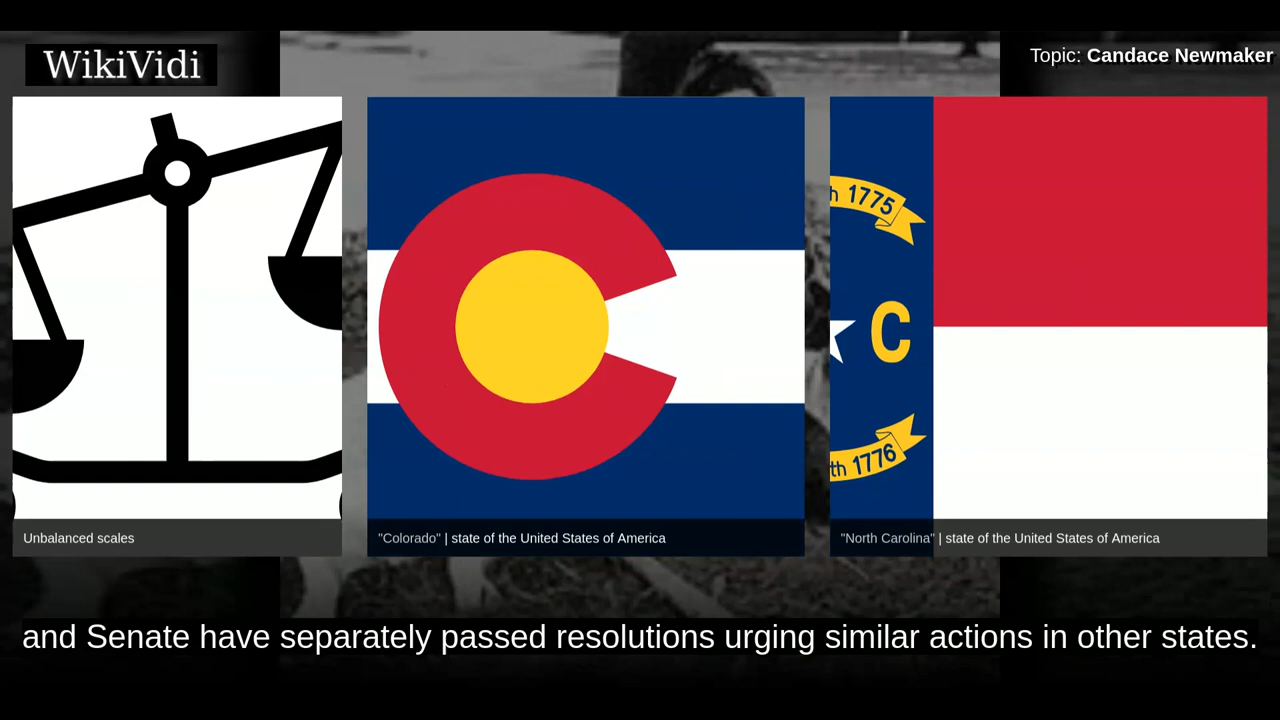 WikiVidi
Topic: Candace Newmaker
h 1775
C
th 1776
Unbalanced scales
"Colorado" | state of the United States of America
"North Carolina" | state of the United States of America
and Senate have separately passed resolutions urging similar actions in other states.